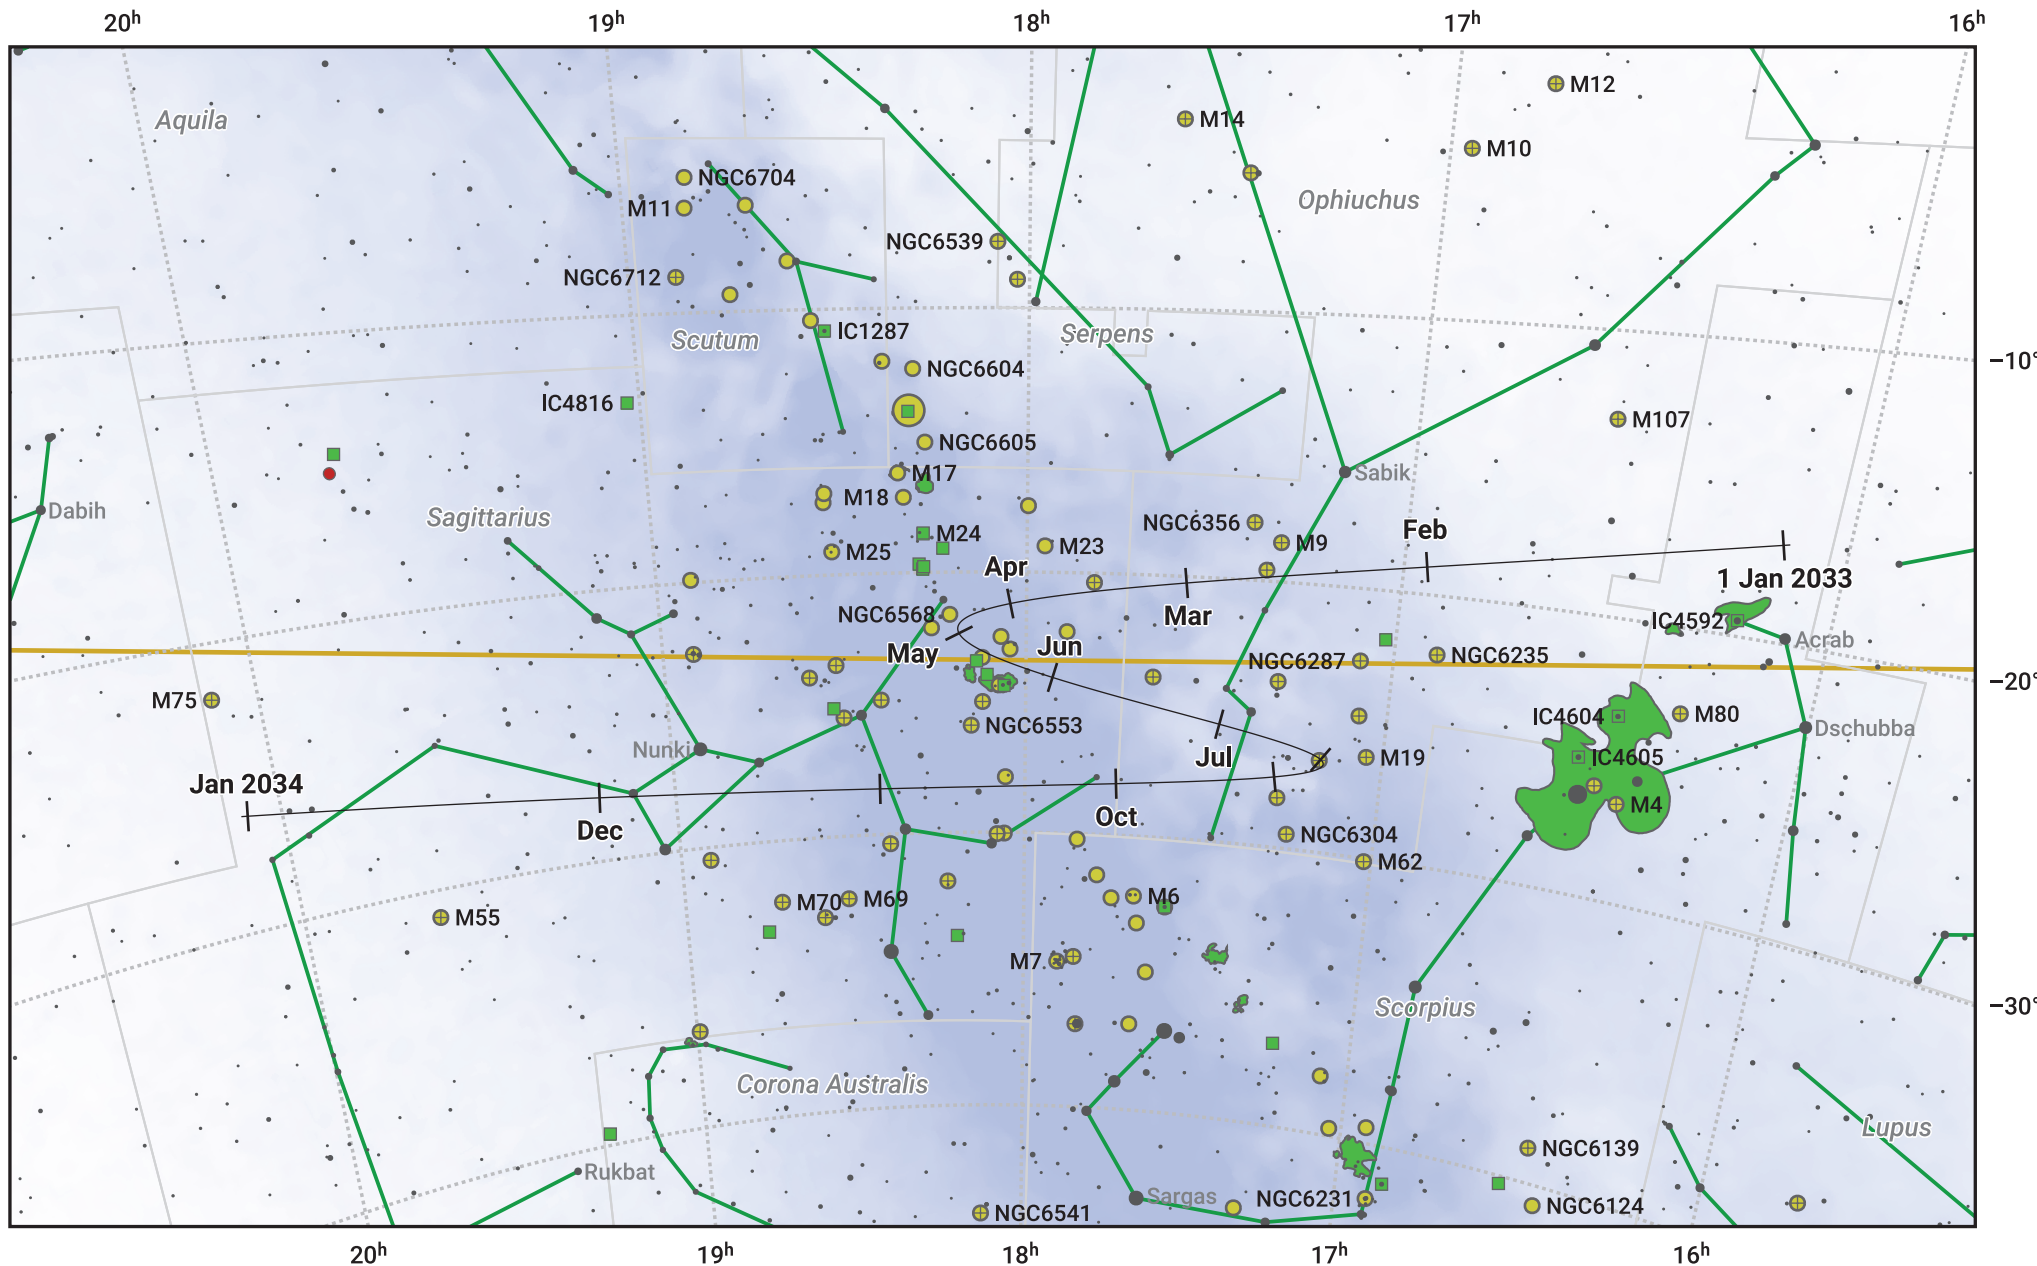 20h 19h 18h 17h 16h
M12
Aquila
M14
M10
NGC6704
Ophiuchus
M11
NGC6539
NGC6712
IC1287
Serpens
Scutum
−10°
NGC6604
IC4816
M107
NGC6605
M17
Sabik
M18
Dabih
Sagittarius
NGC6356
Feb
M24
M9
M23
M25
Apr
1 Jan 2033
NGC6568
Mar
IC4592
Acrab
May
Jun
NGC6287
NGC6235
−20°
M75
IC4604
M80
NGC6553
Dschubba
Nunki
Jul
M19
IC4605
Jan 2034
M4
Oct
Dec
NGC6304
M62
M6
M70
M69
M55
M7
−30°
Scorpius
Corona Australis
Lupus
NGC6139
Rukbat
Sargas
NGC6231
NGC6124
NGC6541
20h 19h 18h 17h 16h